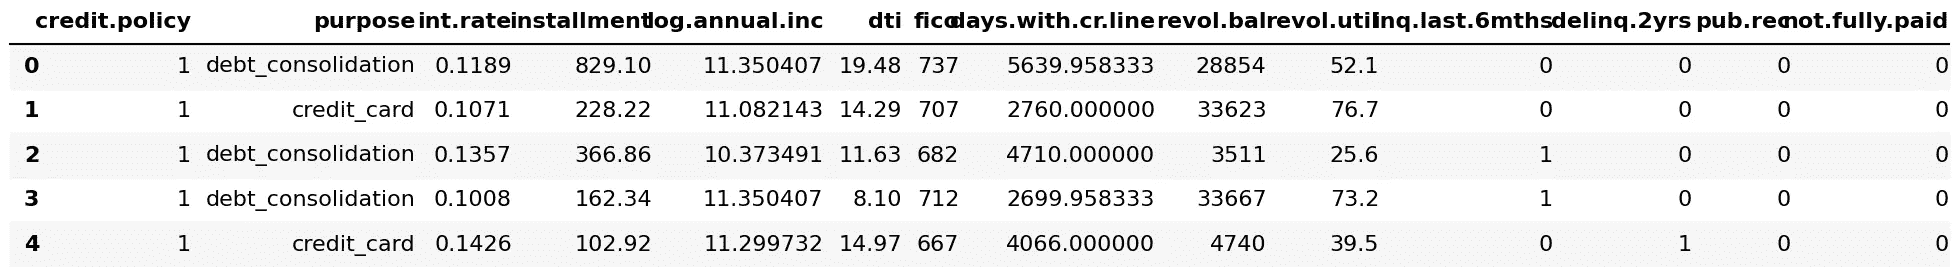 credit.policy purpose int.rate installment log.annual.inc dti fico days.with.cr.line revol.bal revol.util inq.last.6mths delinq.2yrs pub.rec not.fully.paid
0 1 debt_consolidation 0.1189 829.10 11.350407 19.48 737 5639.958333 28854 52.1 0 0 0 0
1 1 credit_card 0.1071 228.22 11.082143 14.29 707 2760.000000 33623 76.7 0 0 0 0
2 1 debt_consolidation 0.1357 366.86 10.373491 11.63 682 4710.000000 3511 25.6 1 0 0 0
3 1 debt_consolidation 0.1008 162.34 11.350407 8.10 712 2699.958333 33667 73.2 1 0 0 0
4 1 credit_card 0.1426 102.92 11.299732 14.97 667 4066.000000 4740 39.5 0 1 0 0